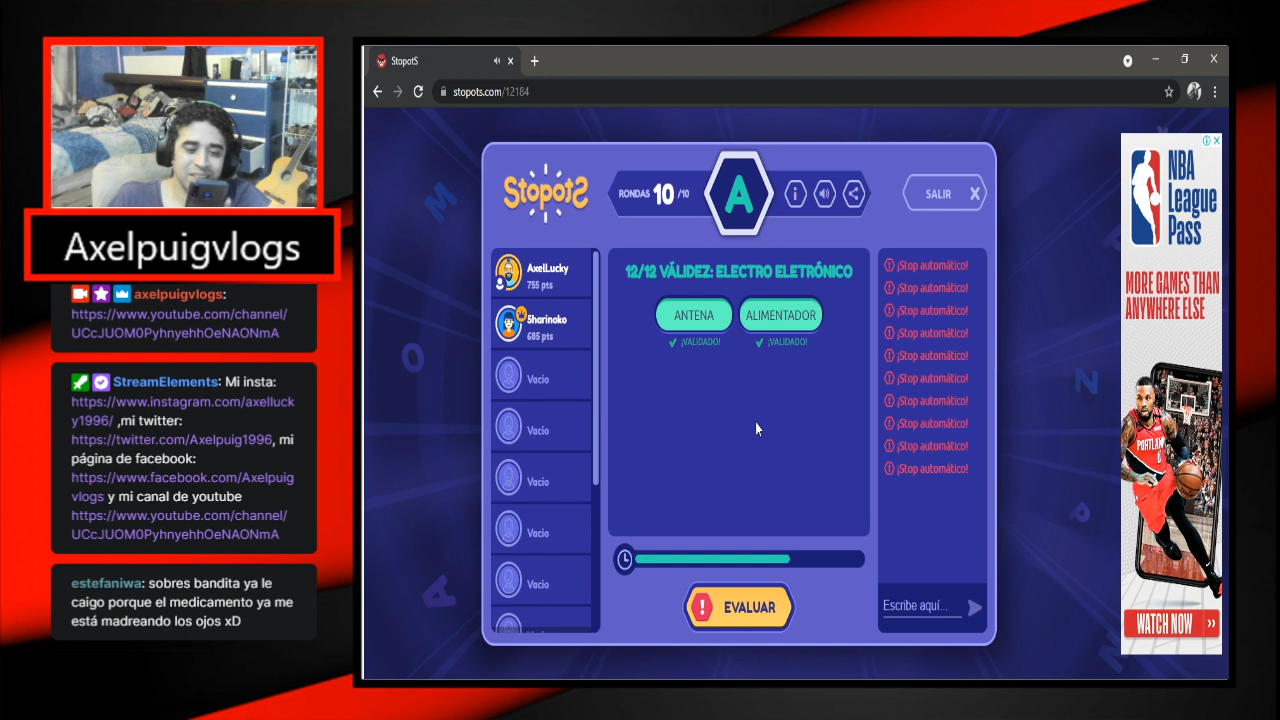 Axelpuigvlogs
axelpuigvlogs:
https://www.youtube.com/channel/
UCcJUOM0PyhnyehhOeNAONmA
StreamElements: Mi insta:
https://www.instagram.com/axelluck
y1996/ ,mi twitter:
https://twitter.com/Axelpuig1996, mi
página de facebook:
https://www.facebook.com/Axelpuig
vlogs y mi canal de youtube
https://www.youtube.com/channel/
UCcJUOM0PyhnyehhOeNAONmA
estefaniwa: sobres bandita ya le
caigo porque el medicamento ya me
está madreando los ojos xD
StopotS
stopots.com/12184
StopotS
RONDAS 10 /10
A
SALIR X
AxelLucky
755 pts
Sharinoko
685 pts
Vacio
Vacio
Vacio
Vacio
Vacio
12/12 VÁLIDEZ: ELECTRO ELETRÓNICO
ANTENA
ALIMENTADOR
¡VALIDADO!
¡VALIDADO!
EVALUAR
¡Stop automático!
¡Stop automático!
¡Stop automático!
¡Stop automático!
¡Stop automático!
¡Stop automático!
¡Stop automático!
¡Stop automático!
¡Stop automático!
¡Stop automático!
Escribe aquí...
NBA
League
Pass
MORE GAMES THAN
ANYWHERE ELSE
PORTLAND
WATCH NOW »